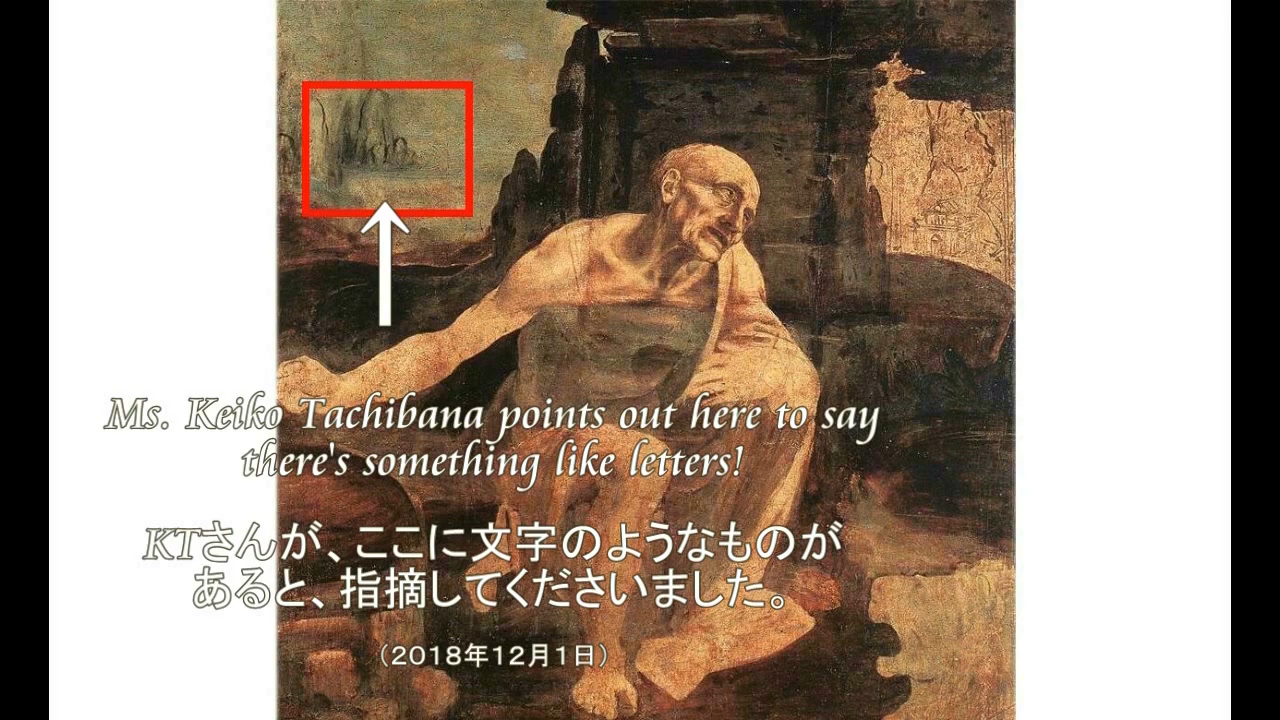 Ms. Keiko Tachibana points out here to say
there's something like letters!
KTさんが、ここに文字のようなものが
あると、指摘してくださいました。
（2018年12月1日）